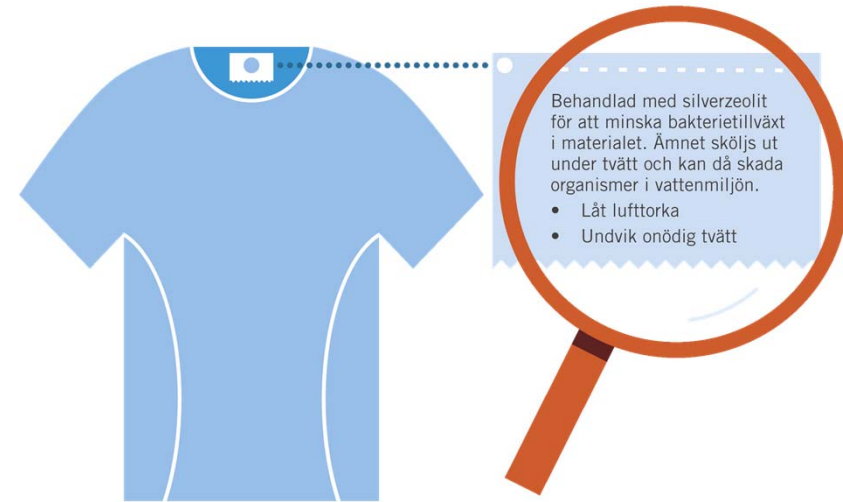 Behandlad med silverzeolit
för att minska bakterietillväxt
i materialet. Ämnet sköljs ut
under tvätt och kan då skada
organismer i vattenmiljön.
• Låt lufttorka
• Undvik onödig tvätt